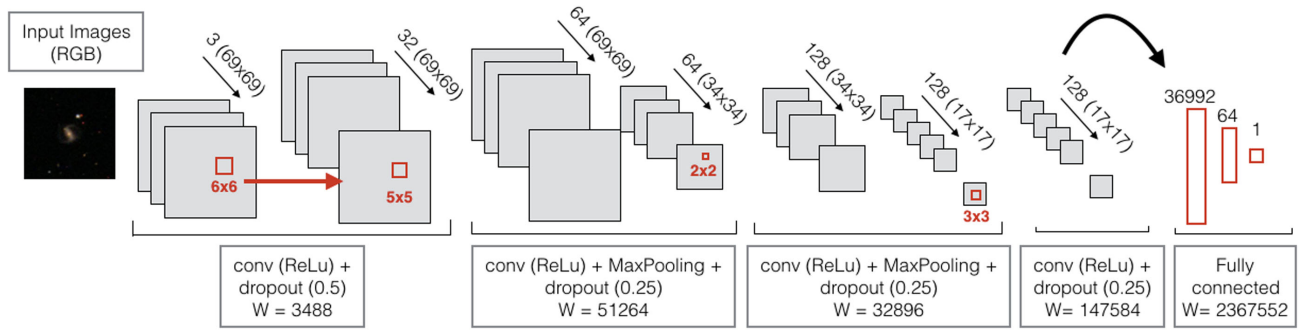 Input Images
(RGB)
3 (69x69)
32 (69x69)
64 (69x69)
64 (34x34)
128 (34x34)
128 (17x17)
128 (17x17)
36992
64
1
6x6
5x5
2x2
3x3
conv (ReLu) +
dropout (0.5)
W = 3488
conv (ReLu) + MaxPooling +
dropout (0.25)
W = 51264
conv (ReLu) + MaxPooling +
dropout (0.25)
W = 32896
conv (ReLu) +
dropout (0.25)
W= 147584
Fully
connected
W= 2367552